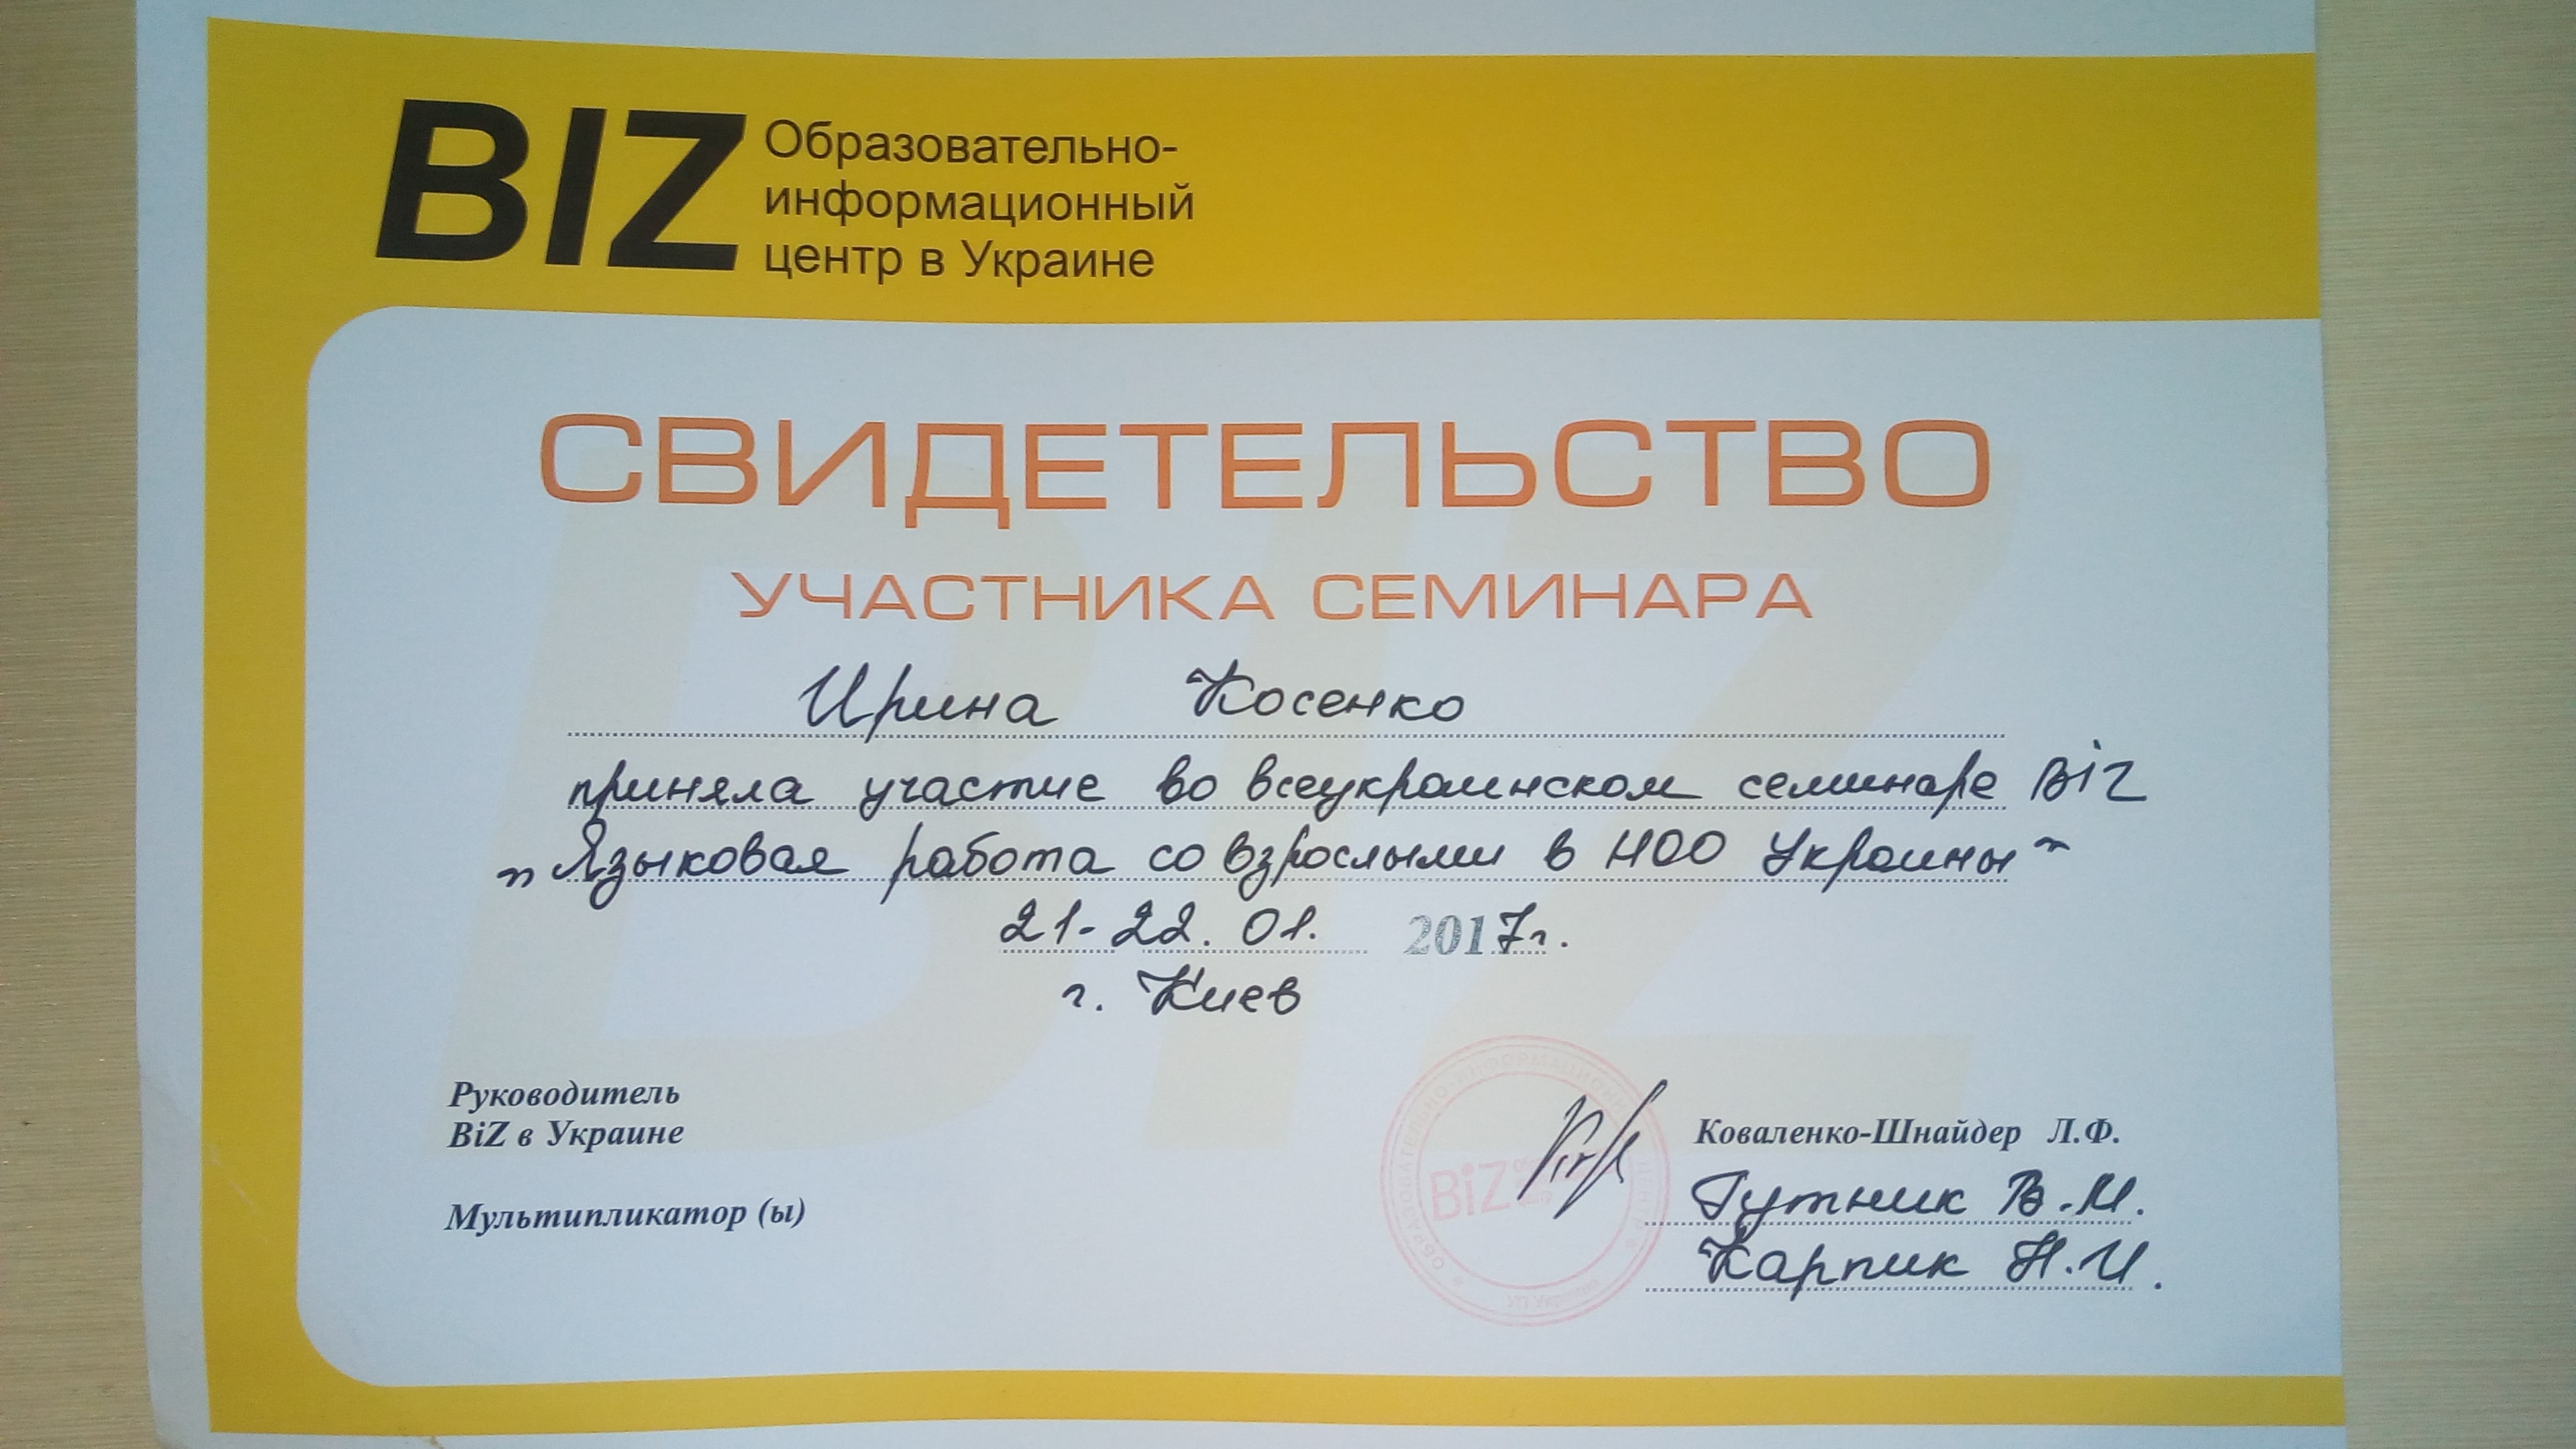 BIZ
Образовательно-
информационный
центр в Украине
СВИДЕТЕЛЬСТВО
УЧАСТНИКА СЕМИНАРА
Ирина Косенко
приняла участие во всеукраинском семинаре BiZ
„Языковая работа со взрослыми в НОО Украины"
21-22. 01. 2017г.
г. Киев
Руководитель
BiZ в Украине
Коваленко-Шнайдер Л.Ф.
Мультипликатор (ы)
Гутник В.М.
Карпик Н.И.
BiZ